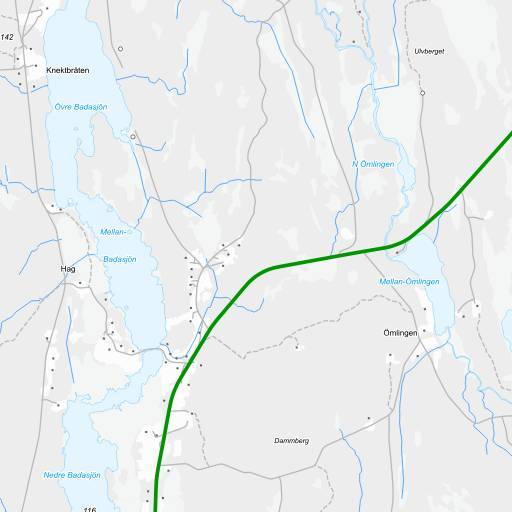 142
Ulvberget
Knektbråten
Övre Badasjön
N Ömlingen
Mellan-
Badasjön
Hag
Mellan-Ömlingen
Ömlingen
Dammberg
Nedre Badasjön
116